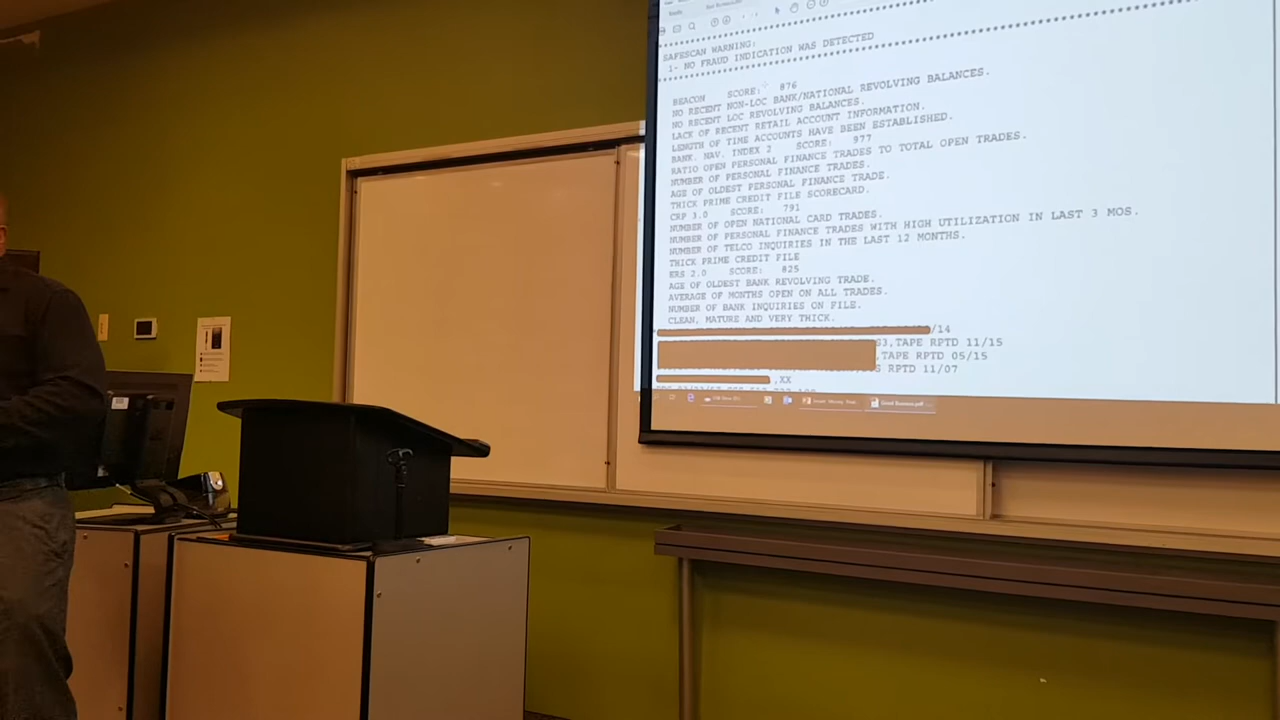 SAFESCAN WARNING:
1- NO FRAUD INDICATION WAS DETECTED
BEACON SCORE: 876
NO RECENT NON-LOC BANK/NATIONAL REVOLVING BALANCES.
NO RECENT LOC REVOLVING BALANCES.
LACK OF RECENT RETAIL ACCOUNT INFORMATION.
LENGTH OF TIME ACCOUNTS HAVE BEEN ESTABLISHED.
BANK. NAV. INDEX 2 SCORE: 977
RATIO OPEN PERSONAL FINANCE TRADES TO TOTAL OPEN TRADES.
NUMBER OF PERSONAL FINANCE TRADES.
AGE OF OLDEST PERSONAL FINANCE TRADE.
THICK PRIME CREDIT FILE SCORECARD.
CRP 3.0 SCORE: 791
NUMBER OF OPEN NATIONAL CARD TRADES.
NUMBER OF PERSONAL FINANCE TRADES WITH HIGH UTILIZATION IN LAST 3 MOS.
NUMBER OF TELCO INQUIRIES IN THE LAST 12 MONTHS.
THICK PRIME CREDIT FILE
ERS 2.0 SCORE: 825
AGE OF OLDEST BANK REVOLVING TRADE.
AVERAGE OF MONTHS OPEN ON ALL TRADES.
NUMBER OF BANK INQUIRIES ON FILE.
CLEAN, MATURE AND VERY THICK.
/14
S3,TAPE RPTD 11/15
,TAPE RPTD 05/15
S RPTD 11/07
,XX